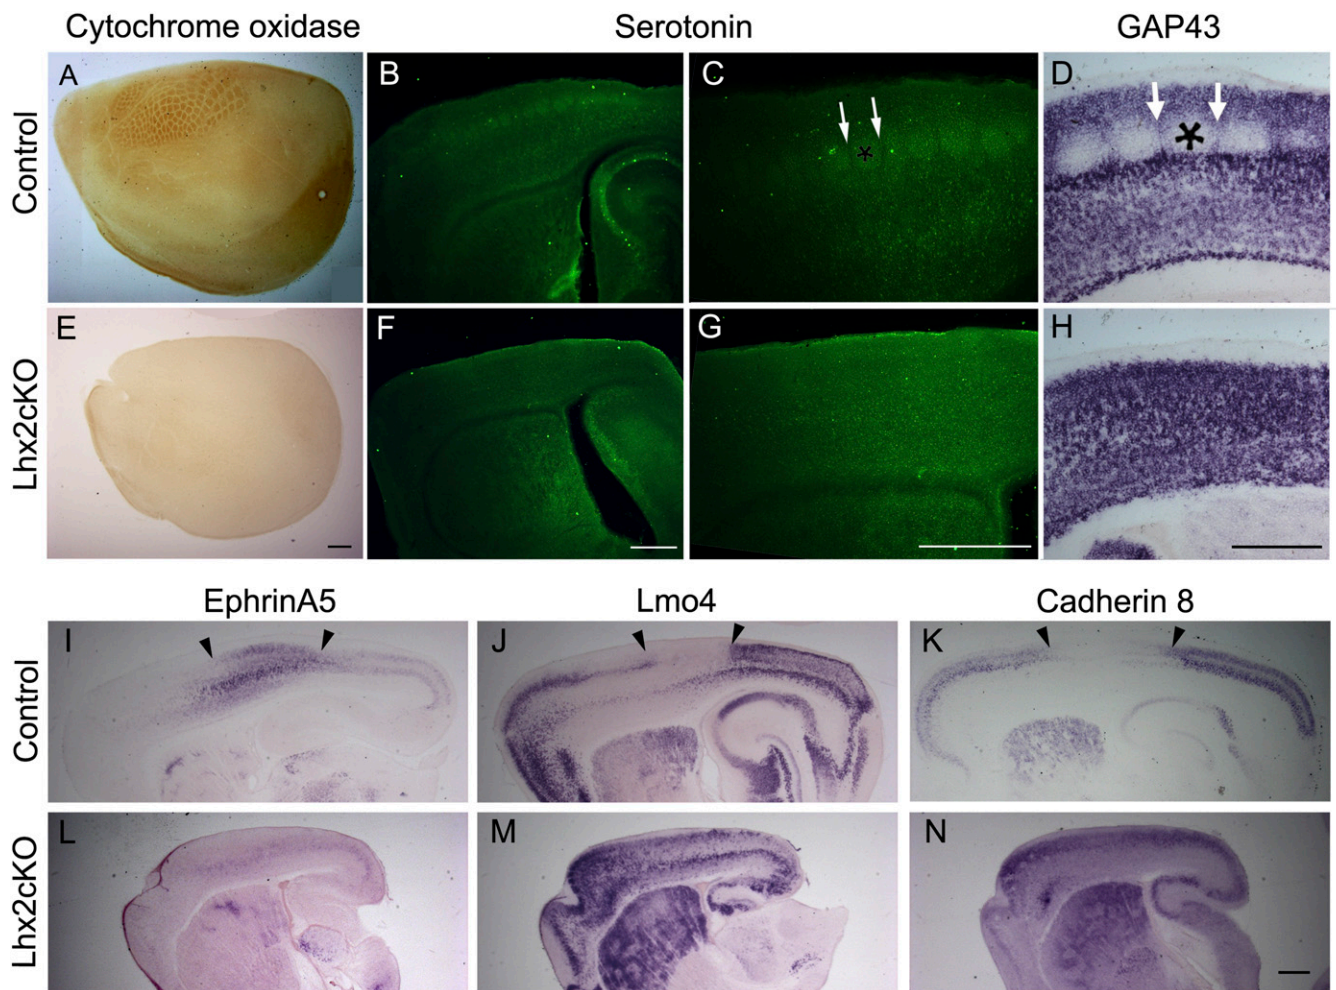 Cytochrome oxidase Serotonin GAP43
Control
A B C D
*
*
Lhx2cKO
E F G H
EphrinA5 Lmo4 Cadherin 8
Control
I J K
Lhx2cKO
L M N